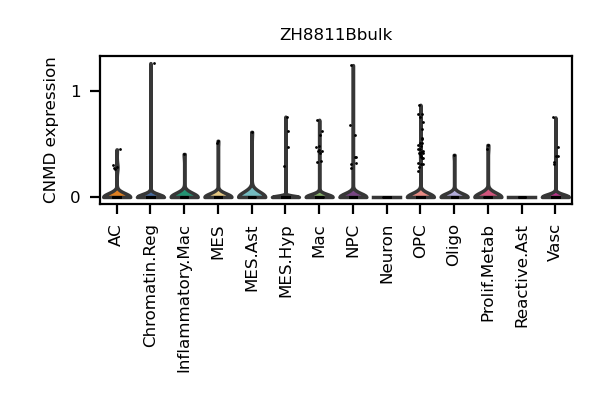 ZH8811Bbulk
CNMD expression
1
0
AC
Chromatin.Reg
Inflammatory.Mac
MES
MES.Ast
MES.Hyp
Mac
NPC
Neuron
OPC
Oligo
Prolif.Metab
Reactive.Ast
Vasc